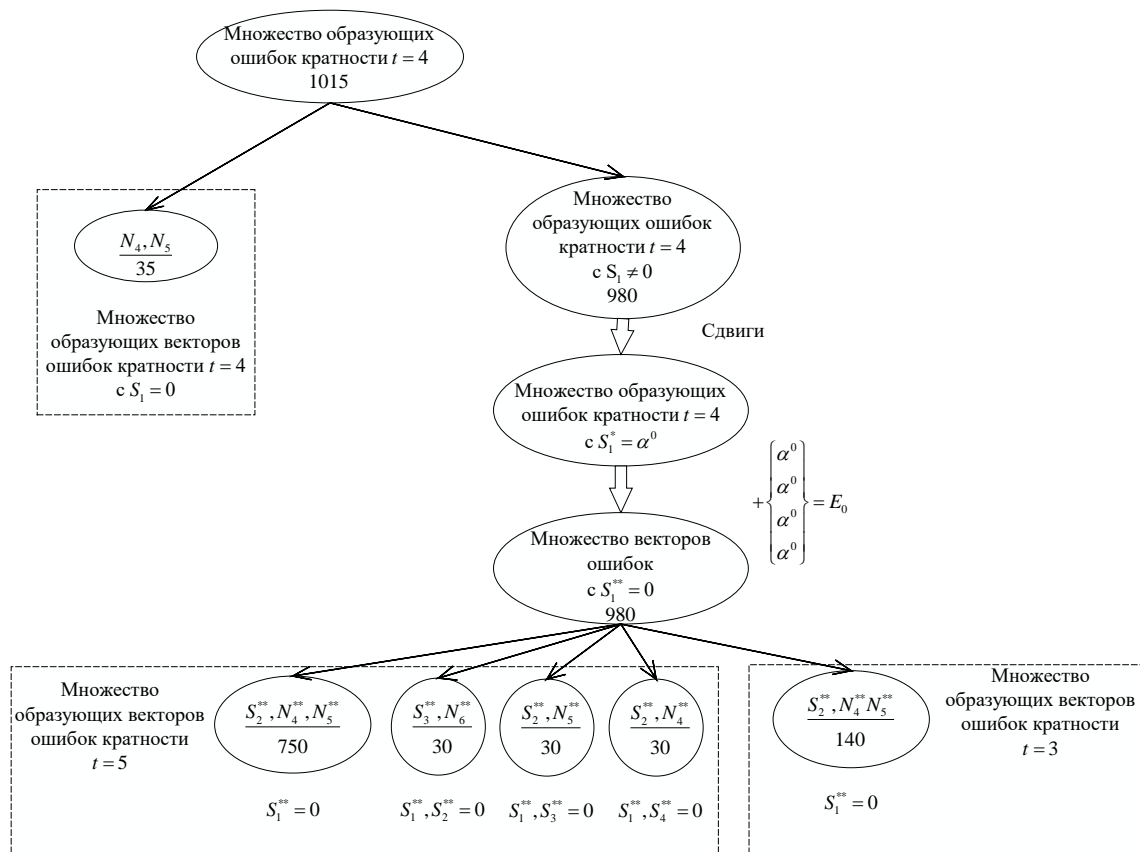 Множество образующих
ошибок кратности t = 4
1015
N₄, N₅
35
Множество
образующих векторов
ошибок кратности t = 4
с S₁ = 0
Множество
образующих ошибок
кратности t = 4
с S₁ ≠ 0
980
Сдвиги
Множество образующих
ошибок кратности t = 4
с S₁* = α⁰
+ { α⁰
α⁰
α⁰
α⁰ } = E₀
Множество векторов
ошибок
с S₁** = 0
980
Множество
образующих векторов
ошибок кратности
t = 5
S₂**, N₄**, N₅**
750
S₁** = 0
S₃**, N₆**
30
S₁**, S₂** = 0
S₂**, N₅**
30
S₁**, S₃** = 0
S₂**, N₄**
30
S₁**, S₄** = 0
S₂**, N₄** N₅**
140
S₁** = 0
Множество
образующих векторов
ошибок кратности
t = 3